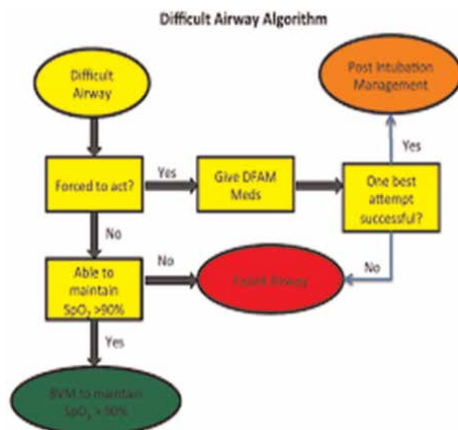 Difficult Airway Algorithm
Difficult
Airway
Post Intubation
Management
Yes
Forced to act?
Yes
Give DFAM
Meds
One best
attempt
successful?
No
Able to
maintain
SpO₂ >90%
No
Failed Airway
No
Yes
BVM to maintain
SpO₂ > 90%